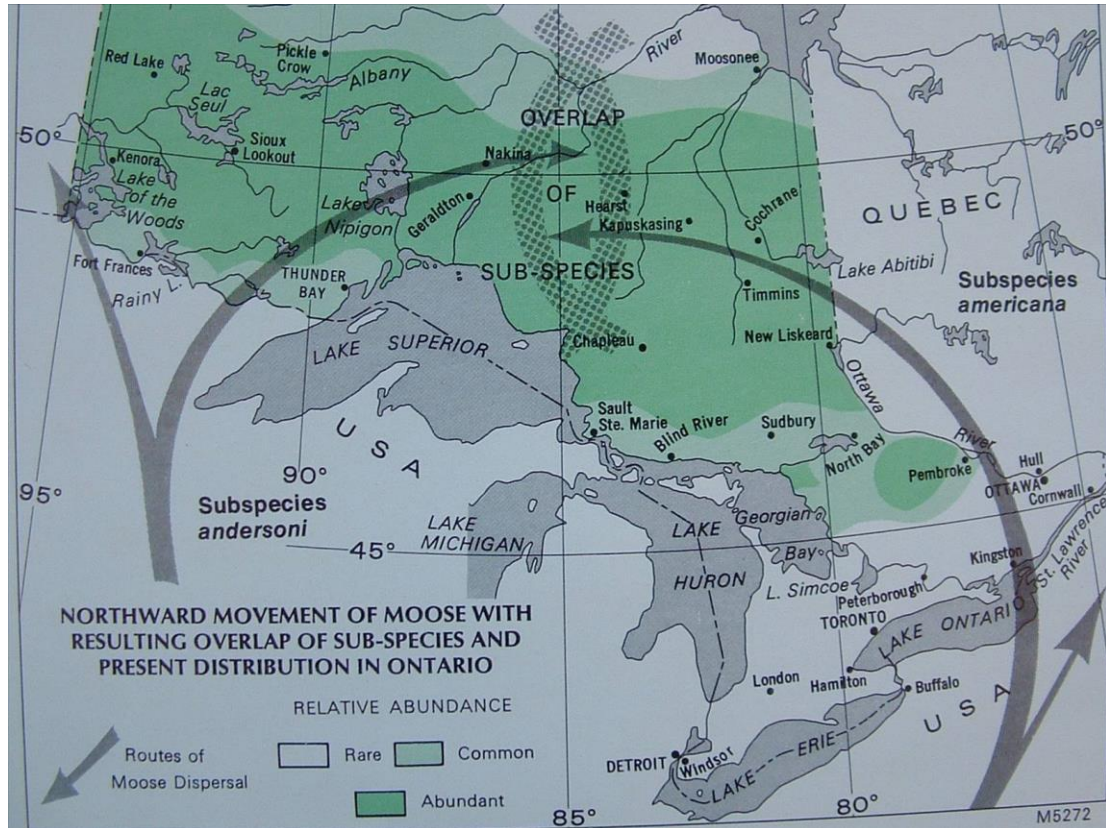 Pickle
Crow
River
Moosonee
Red Lake
Albany
Lac
Seul
OVERLAP
50°
50°
Sioux
Lookout
Nakina
Kenora
Lake
of the
Woods
Lake
Nipigon
Geraldton
OF
Hearst
Kapuskasing
Cochrane
QUEBEC
Fort Frances
Rainy L.
THUNDER
BAY
SUB-SPECIES
Lake Abitibi
Timmins
Subspecies
americana
LAKE SUPERIOR
Chapleau
New Liskeard
Ottawa
River
USA
Sault
Ste. Marie
Blind River
Sudbury
North Bay
Pembroke
Hull
OTTAWA
Cornwall
95°
90°
Subspecies
andersoni
LAKE
MICHIGAN
45°
LAKE
HURON
Georgian
Bay
L. Simcoe
Kingston
St. Lawrence
River
Peterborough
TORONTO
LAKE ONTARIO
NORTHWARD MOVEMENT OF MOOSE WITH
RESULTING OVERLAP OF SUB-SPECIES AND
PRESENT DISTRIBUTION IN ONTARIO
London
Hamilton
Buffalo
USA
RELATIVE ABUNDANCE
Routes of
Moose Dispersal
Rare
Common
Abundant
DETROIT
Windsor
LAKE ERIE
85°
80°
M5272